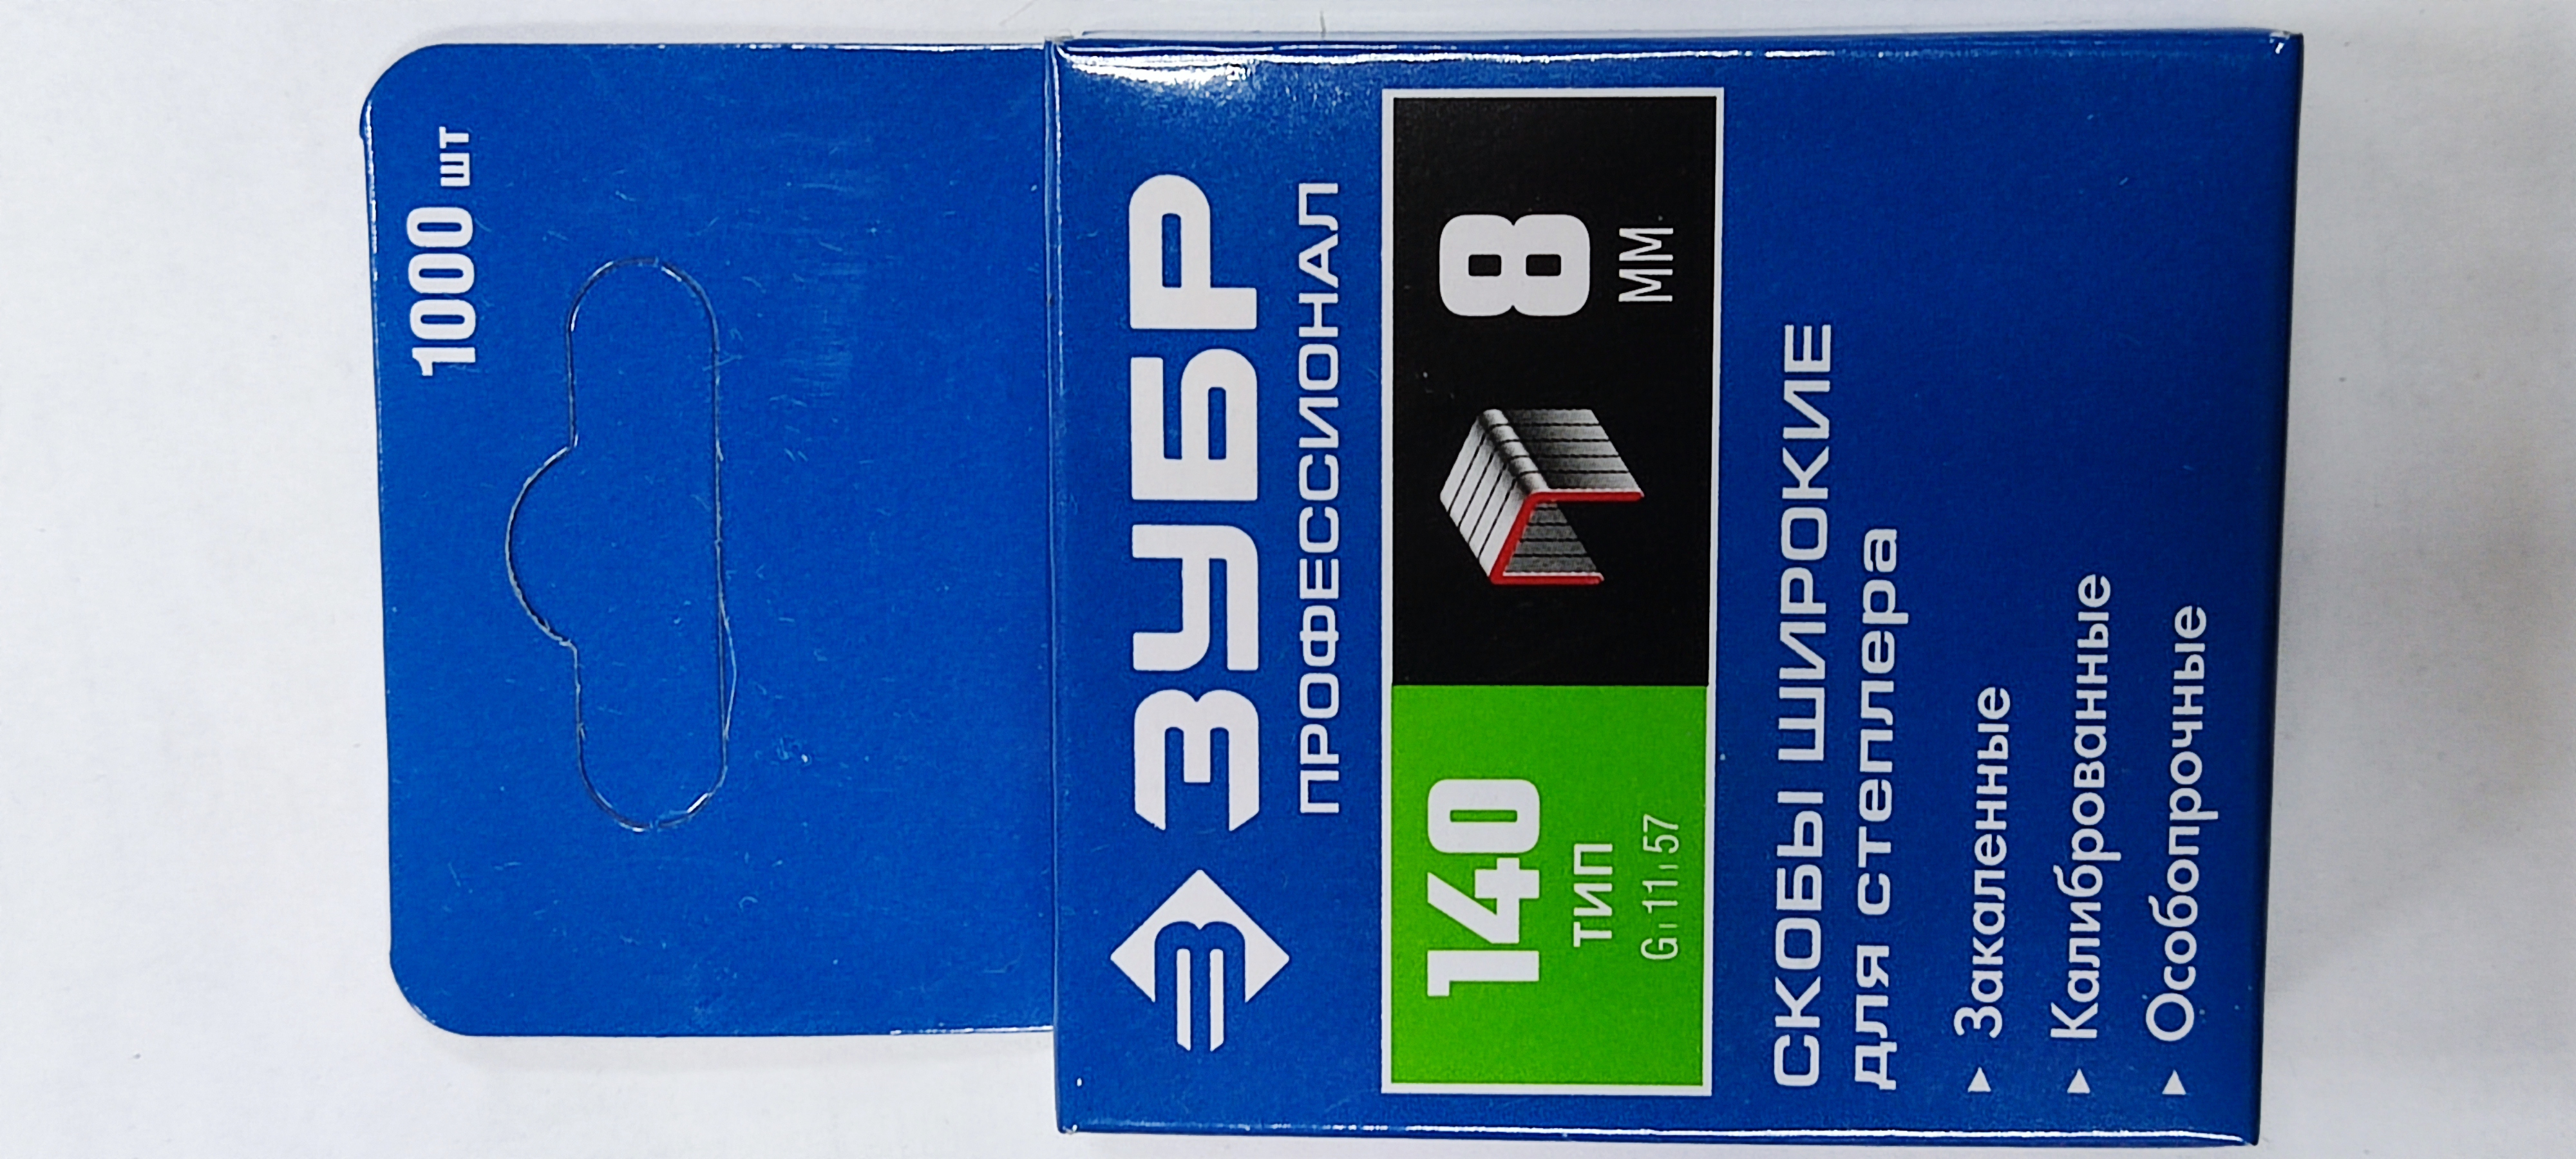 1000 шт
ЗУБР
ПРОФЕССИОНАЛ
140
ТИП
G | 11 | 57
8
ММ
СКОБЫ ШИРОКИЕ
для степлера
► Закаленные
► Калиброванные
► Особопрочные